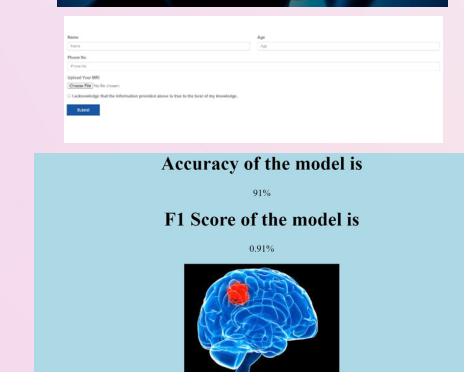 Name Age
Name Age
Phone No
Phone No
Upload Your MRI
Choose File No file chosen
I acknowledge that the information provided above is true to the best of my knowledge.
Submit
Accuracy of the model is
91%
F1 Score of the model is
0.91%